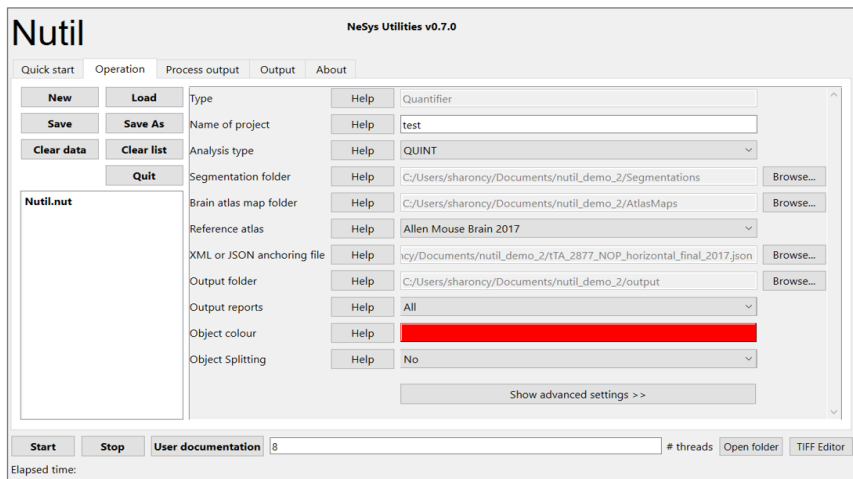 Nutil
NeSys Utilities v0.7.0
Quick start Operation Process output Output About
New Load
Save Save As
Clear data Clear list
Quit
Nutil.nut
Type Help Quantifier
Name of project Help test
Analysis type Help QUINT
Segmentation folder Help C:/Users/sharoncy/Documents/nutil_demo_2/Segmentations Browse...
Brain atlas map folder Help C:/Users/sharoncy/Documents/nutil_demo_2/AtlasMaps Browse...
Reference atlas Help Allen Mouse Brain 2017
XML or JSON anchoring file Help ncy/Documents/nutil_demo_2/tTA_2877_NOP_horizontal_final_2017.json Browse...
Output folder Help C:/Users/sharoncy/Documents/nutil_demo_2/output Browse...
Output reports Help All
Object colour Help
Object Splitting Help No
Show advanced settings >>
Start Stop User documentation 8 # threads Open folder TIFF Editor
Elapsed time: